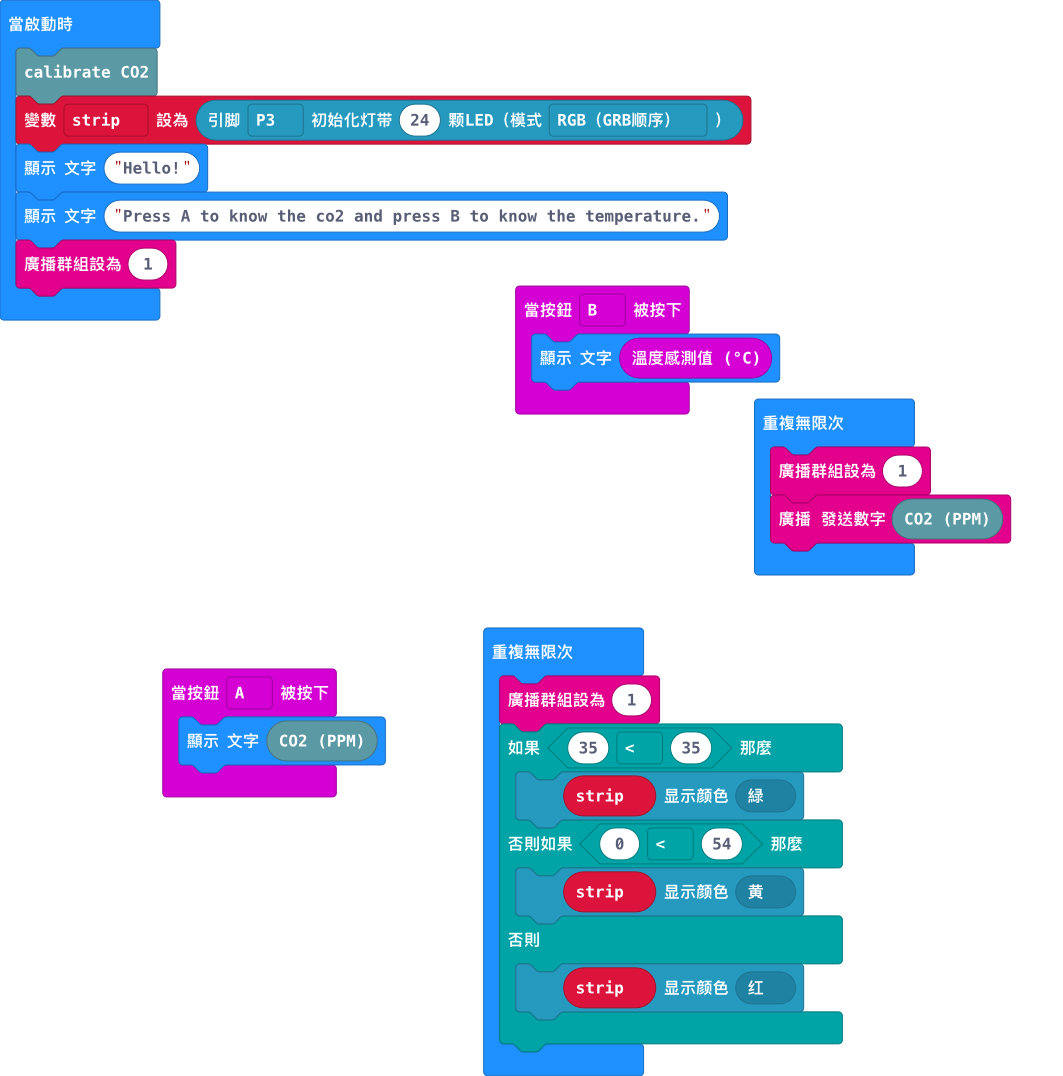 當啟動時
calibrate CO2
變數 strip 設為 引脚 P3 初始化灯带 24 颗LED (模式 RGB (GRB顺序) )
顯示 文字 "Hello!"
顯示 文字 "Press A to know the co2 and press B to know the temperature."
廣播群組設為 1
當按鈕 B 被按下
顯示 文字 溫度感測值 (°C)
重複無限次
廣播群組設為 1
廣播 發送數字 CO2 (PPM)
當按鈕 A 被按下
顯示 文字 CO2 (PPM)
重複無限次
廣播群組設為 1
如果 35 < 35 那麼
strip 显示颜色 緑
否則如果 0 < 54 那麼
strip 显示颜色 黄
否則
strip 显示颜色 红